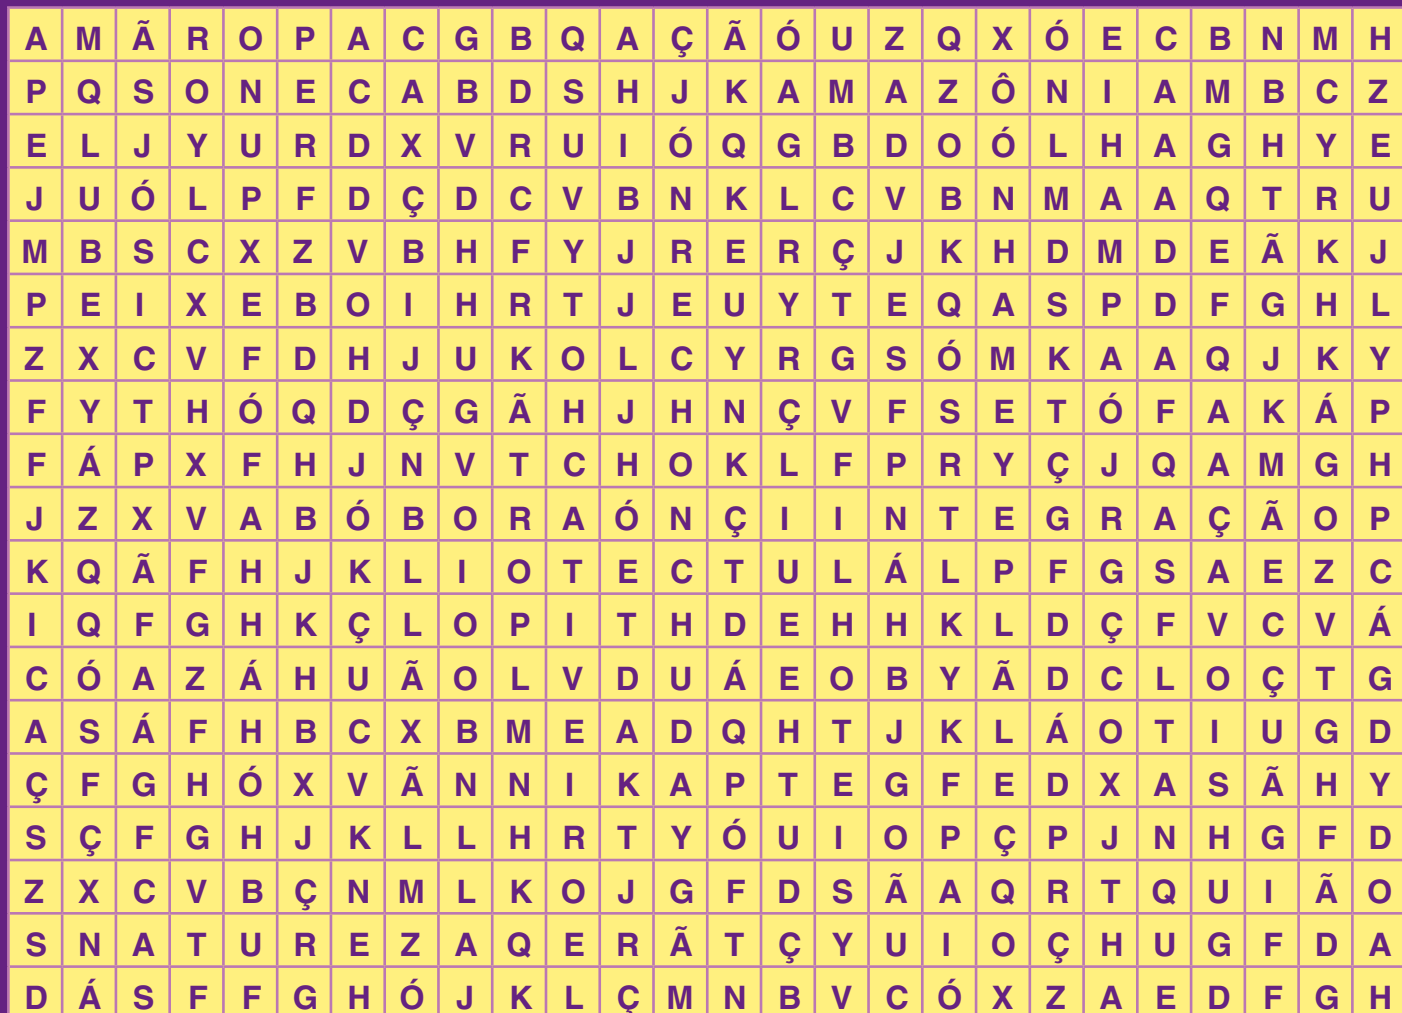 A M Ã R O P A C G B Q A Ç Ã Ó U Z Q X Ó E C B N M H
P Q S O N E C A B D S H J K A M A Z Ô N I A M B C Z
E L J Y U R D X V R U I Ó Q G B D O Ó L H A G H Y E
J U Ó L P F D Ç D C V B N K L C V B N M A A Q T R U
M B S C X Z V B H F Y J R E R Ç J K H D M D E Ã K J
P E I X E B O I H R T J E U Y T E Q A S P D F G H L
Z X C V F D H J U K O L C Y R G S Ó M K A A Q J K Y
F Y T H Ó Q D Ç G Ã H J H N Ç V F S E T Ó F A K Á P
F Á P X F H J N V T C H O K L F P R Y Ç J Q A M G H
J Z X V A B Ó B O R A Ó N Ç I I N T E G R A Ç Ã O P
K Q Ã F H J K L I O T E C T U L Á L P F G S A E Z C
I Q F G H K Ç L O P I T H D E H H K L D Ç F V C V Á
C Ó A Z Á H U Ã O L V D U Á E O B Y Ã D C L O Ç T G
A S Á F H B C X B M E A D Q H T J K L Á O T I U G D
Ç F G H Ó X V Ã N N I K A P T E G F E D X A S Ã H Y
S Ç F G H J K L L H R T Y Ó U I O P Ç P J N H G F D
Z X C V B Ç N M L K O J G F D S Ã A Q R T Q U I Ã O
S N A T U R E Z A Q E R Ã T Ç Y U I O Ç H U G F D A
D Á S F F G H Ó J K L Ç M N B V C Ó X Z A E D F G H